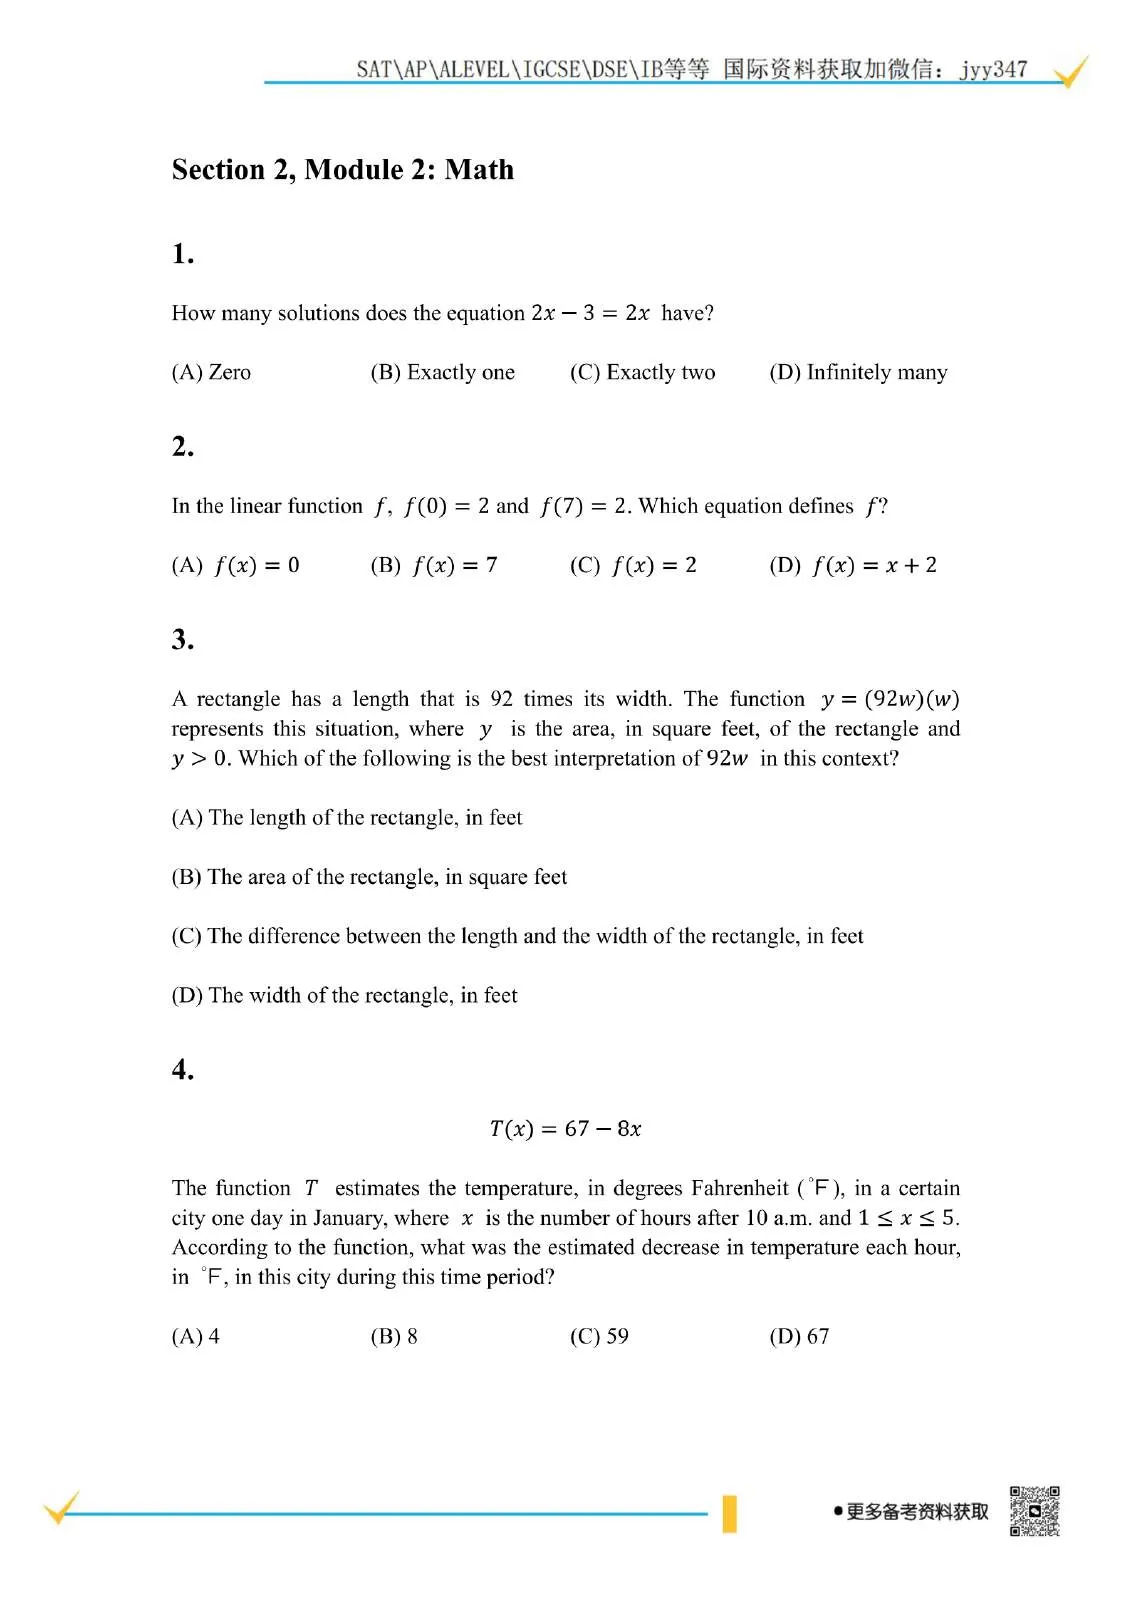 SAT\AP\ALEVEL\IGCSE\DSE\IB等等 国际资料获取加微信：jyy347
Section 2, Module 2: Math
1.
How many solutions does the equation 2x − 3 = 2x have?
(A) Zero (B) Exactly one (C) Exactly two (D) Infinitely many
2.
In the linear function f, f(0) = 2 and f(7) = 2. Which equation defines f?
(A) f(x) = 0 (B) f(x) = 7 (C) f(x) = 2 (D) f(x) = x + 2
3.
A rectangle has a length that is 92 times its width. The function y = (92w)(w)
represents this situation, where y is the area, in square feet, of the rectangle and
y > 0. Which of the following is the best interpretation of 92w in this context?
(A) The length of the rectangle, in feet
(B) The area of the rectangle, in square feet
(C) The difference between the length and the width of the rectangle, in feet
(D) The width of the rectangle, in feet
4.
T(x) = 67 − 8x
The function T estimates the temperature, in degrees Fahrenheit (°F), in a certain
city one day in January, where x is the number of hours after 10 a.m. and 1 ≤ x ≤ 5.
According to the function, what was the estimated decrease in temperature each hour,
in °F, in this city during this time period?
(A) 4 (B) 8 (C) 59 (D) 67
•更多备考资料获取